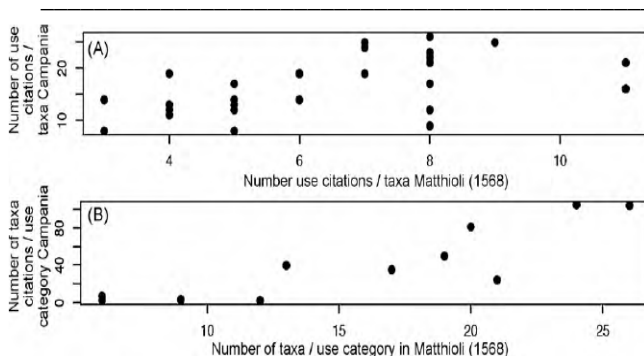 (A)
Number of use
citations /
taxa Campania
20
10
4
6
8
10
Number use citations / taxa Matthioli (1568)
(B)
Number of taxa
citations / use
category Campania
80
40
0
10
15
20
25
Number of taxa / use category in Matthioli (1568)